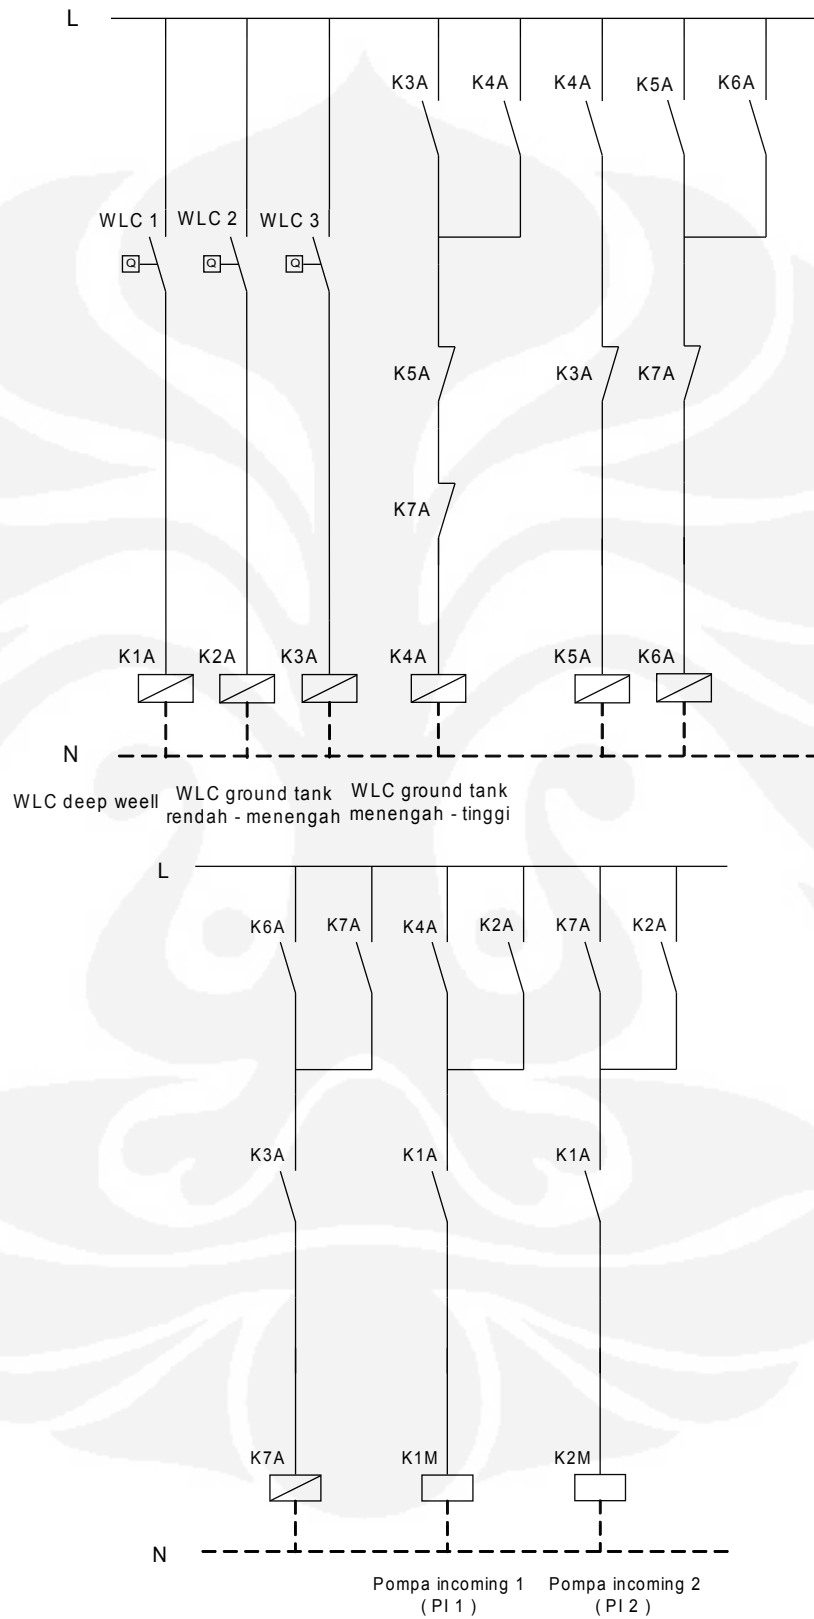 L
K3A K4A K4A K5A K6A
WLC 1 WLC 2 WLC 3
Q Q Q
K5A K3A K7A
K7A
K1A K2A K3A K4A K5A K6A
N
WLC deep weell WLC ground tank WLC ground tank
rendah - menengah menengah - tinggi
L
K6A K7A K4A K2A K7A K2A
K3A K1A K1A
K7A K1M K2M
N
Pompa incoming 1 Pompa incoming 2
( PI 1 ) ( PI 2 )